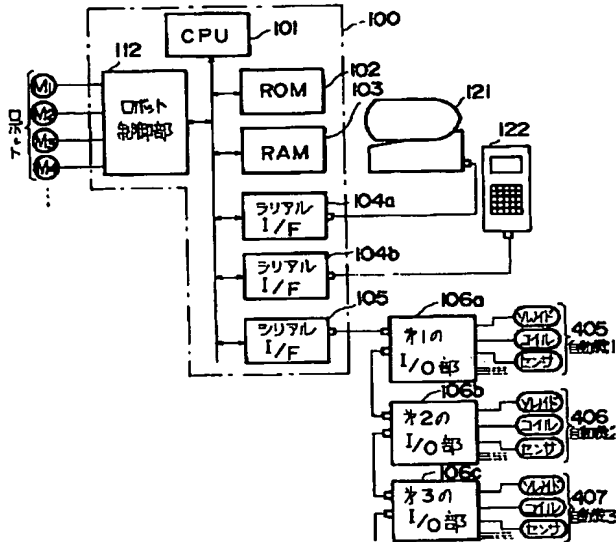 100
CPU
101
112
M1
M2
M3
M4
ロボット
制御部
ROM
102
RAM
103
121
122
ラリアル
I/F
104a
ラリアル
I/F
104b
シリアル
I/F
105
106a
オ1の
I/O部
ソレノイド
コイル
センサ
405
自動機1
106b
オ2の
I/O部
ソレノイド
コイル
センサ
406
自動機2
106c
オ3の
I/O部
ソレノイド
コイル
センサ
407
自動機3